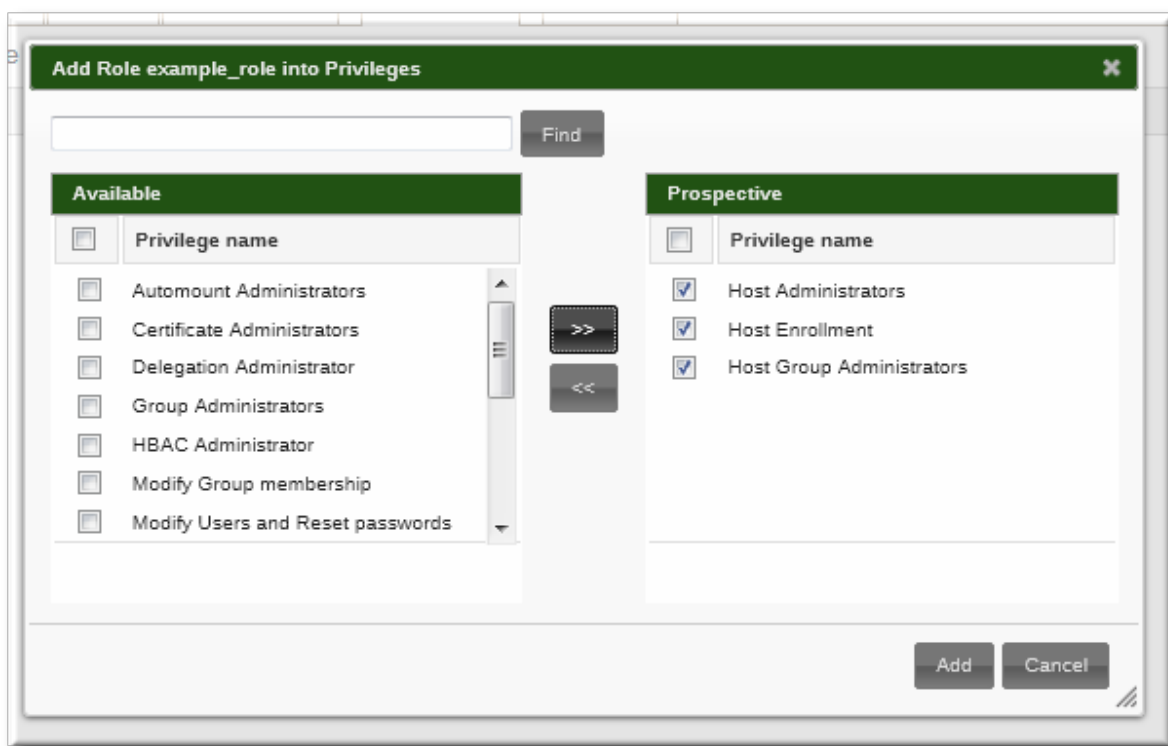 Add Role example_role into Privileges
Find
Available
Privilege name
Automount Administrators
Certificate Administrators
Delegation Administrator
Group Administrators
HBAC Administrator
Modify Group membership
Modify Users and Reset passwords
>>
<<
Prospective
Privilege name
Host Administrators
Host Enrollment
Host Group Administrators
Add
Cancel